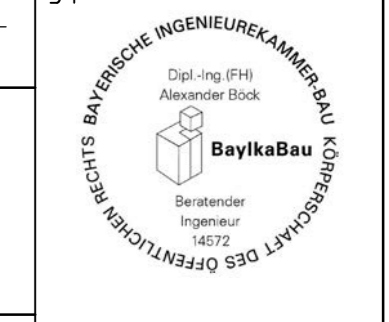 BAYERISCHE INGENIEUREKAMMER-BAU KÖRPERSCHAFT DES ÖFFENTLICHEN RECHTS
Dipl.-Ing.(FH)
Alexander Böck
BayIkaBau
Beratender
Ingenieur
14572